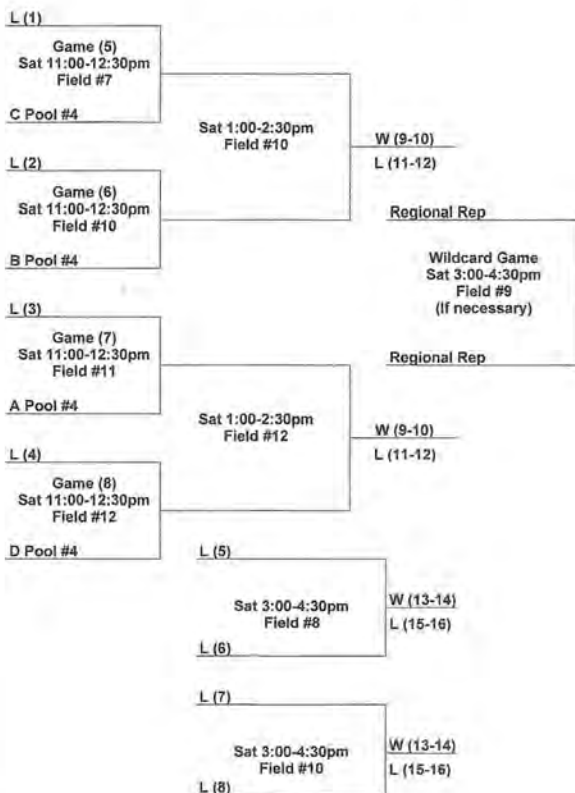 L (1)
Game (5)
Sat 11:00-12:30pm
Field #7
C Pool #4
Sat 1:00-2:30pm
Field #10
W (9-10)
L (11-12)
L (2)
Game (6)
Sat 11:00-12:30pm
Field #10
B Pool #4
Regional Rep
Wildcard Game
Sat 3:00-4:30pm
Field #9
(If necessary)
Regional Rep
L (3)
Game (7)
Sat 11:00-12:30pm
Field #11
A Pool #4
Sat 1:00-2:30pm
Field #12
W (9-10)
L (11-12)
L (4)
Game (8)
Sat 11:00-12:30pm
Field #12
D Pool #4
L (5)
Sat 3:00-4:30pm
Field #8
W (13-14)
L (15-16)
L (6)
L (7)
Sat 3:00-4:30pm
Field #10
W (13-14)
L (15-16)
L (8)